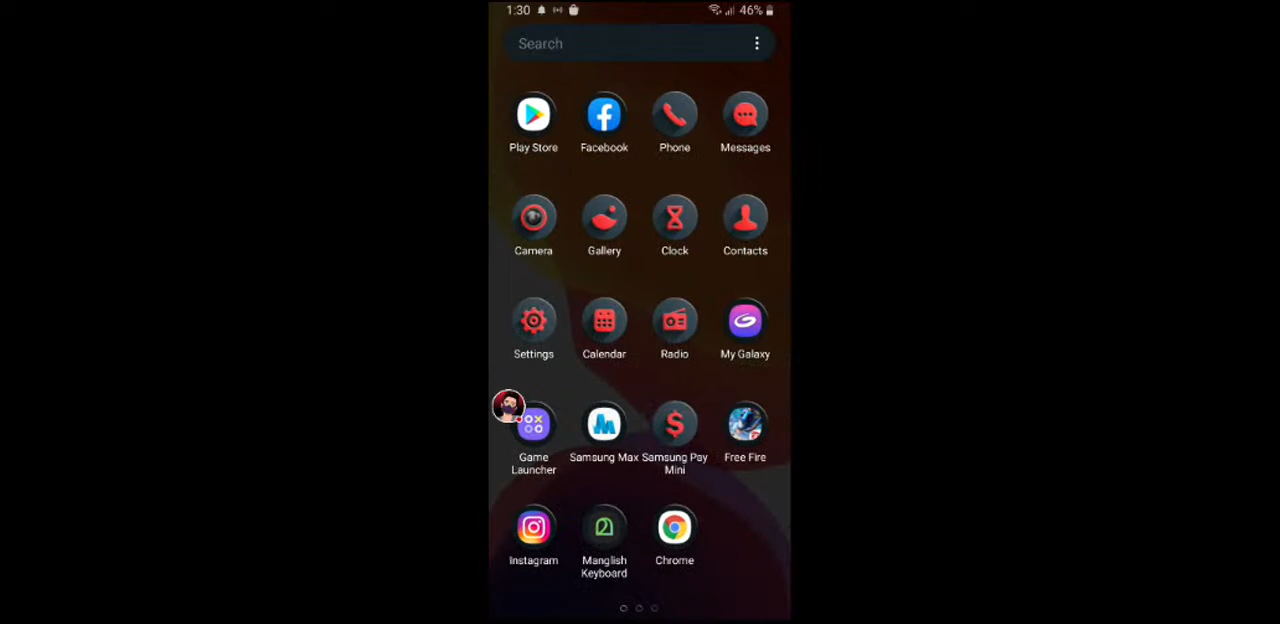 1:30 46%
Search
Play Store Facebook Phone Messages
Camera Gallery Clock Contacts
Settings Calendar Radio My Galaxy
Game Launcher Samsung Max Samsung Pay Mini Free Fire
Instagram Manglish Keyboard Chrome